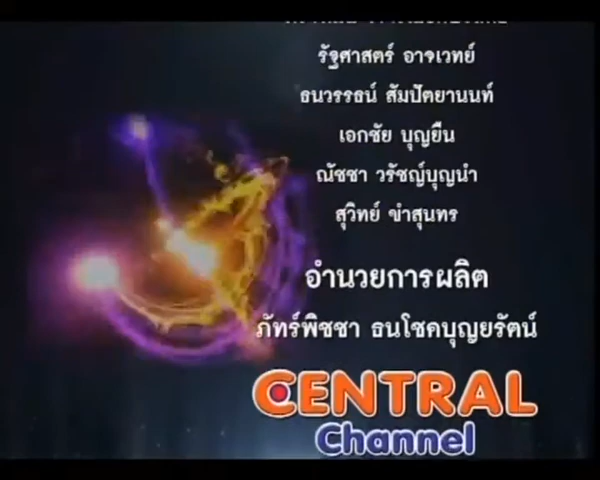 รัฐศาสตร์ อาจเวทย์
ธนวรรธน์ สัมปัตยานนท์
เอกชัย บุญยืน
ณัชชา วรัชญ์บุญนำ
สุวิทย์ ขำสุนทร
อำนวยการผลิต
ภัทร์พิชชา ธนโชคบุญยรัตน์
CENTRAL
Channel